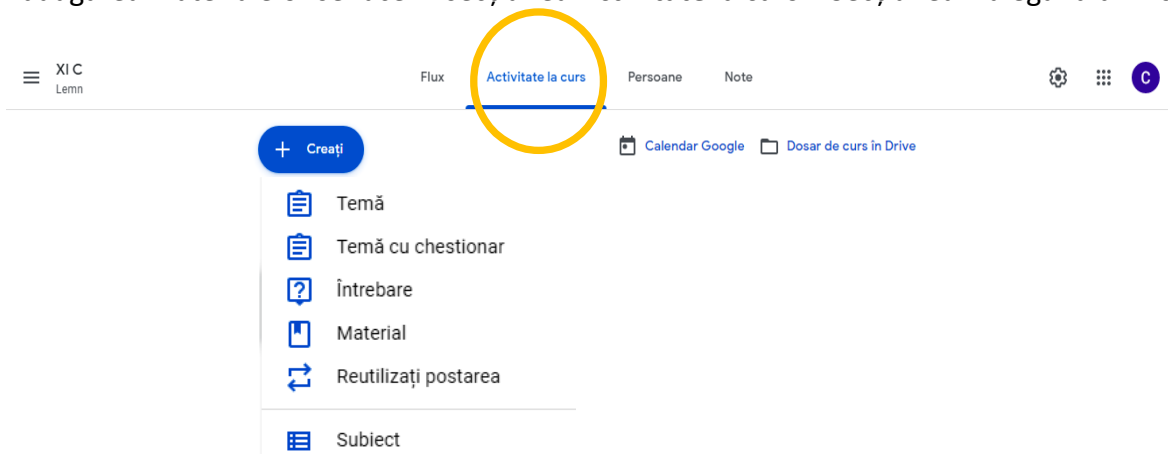 XI C
Lemn
Flux Activitate la curs Persoane Note
C
Creați
Calendar Google Dosar de curs în Drive
Temă
Temă cu chestionar
Întrebare
Material
Reutilizați postarea
Subiect